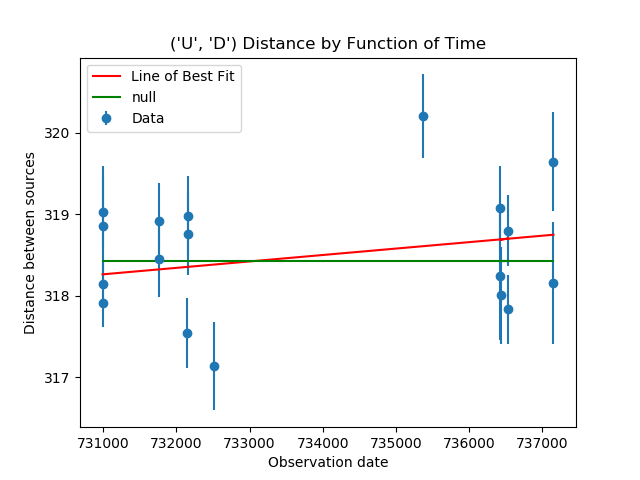 ('U', 'D') Distance by Function of Time
Line of Best Fit
null
Data
320
319
318
317
Distance between sources
731000 732000 733000 734000 735000 736000 737000
Observation date